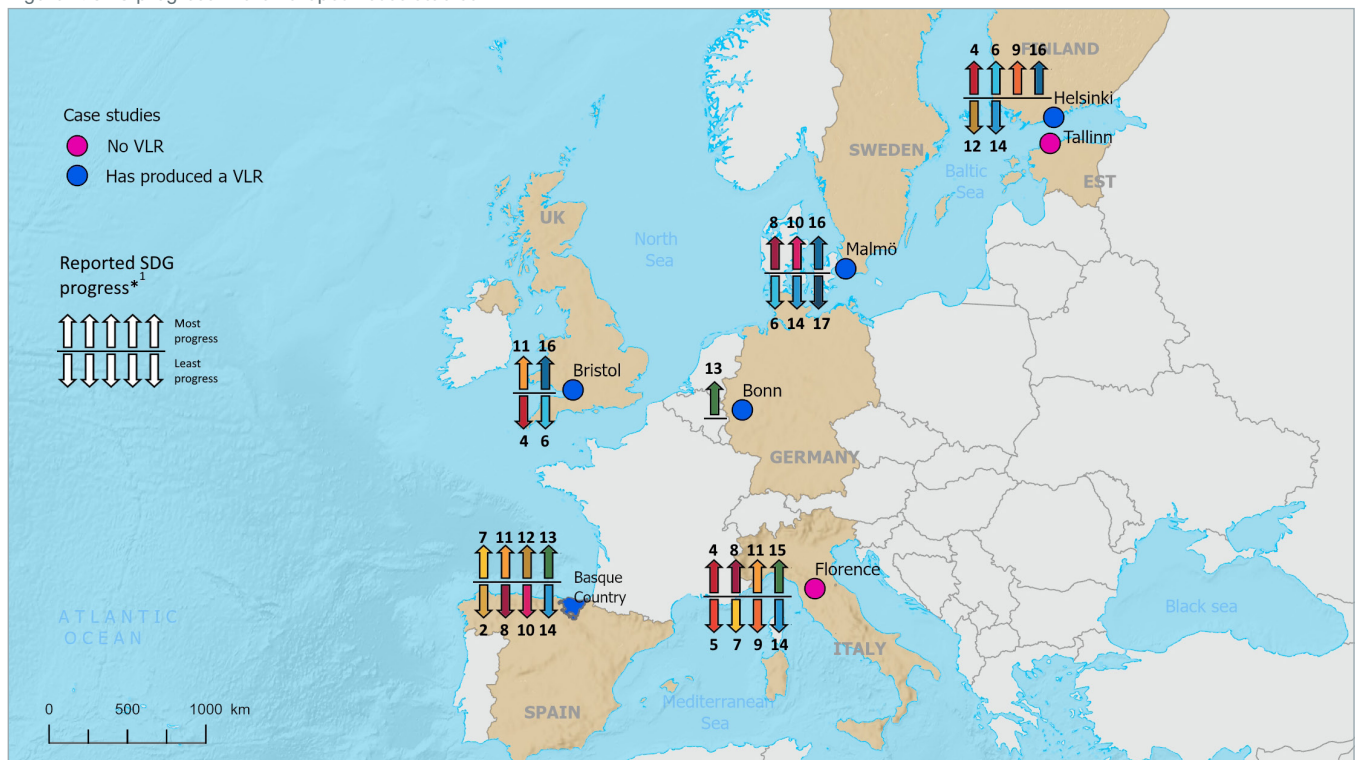 Case studies
No VLR
Has produced a VLR
Reported SDG
progress*1
Most
progress
Least
progress
4 6 9 16
FINLAND
Helsinki
12 14
Tallinn
SWEDEN
Baltic
Sea
EST
UK
North
Sea
8 10 16
Malmö
6 14 17
11 16
Bristol
4 6
13
Bonn
GERMANY
7 11 12 13
Basque
Country
2 8 10 14
4 8 11 15
Florence
5 7 9 14
ITALY
ATLANTIC
OCEAN
Black sea
Mediterranean
Sea
SPAIN
0 500 1000 km